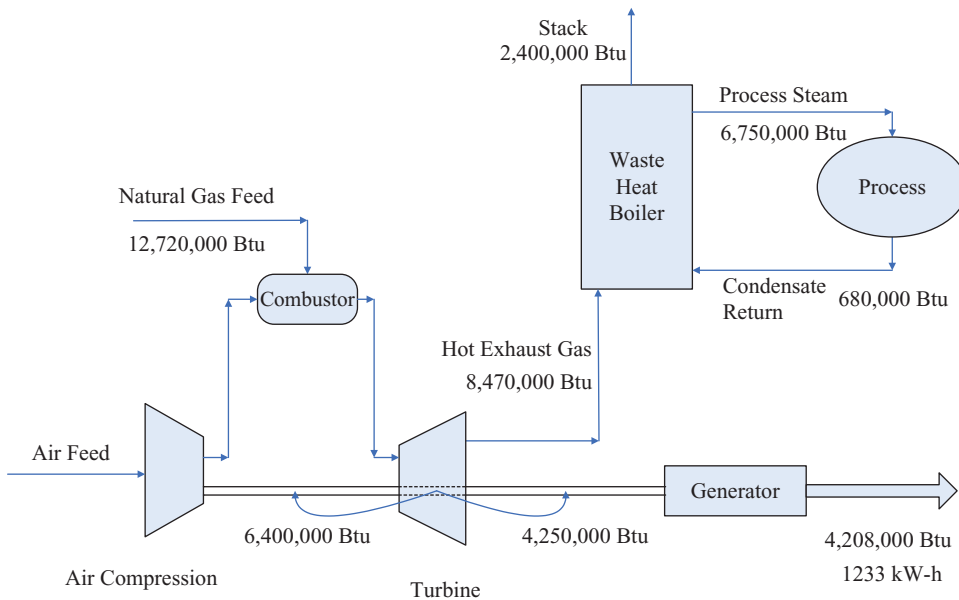 Stack
2,400,000 Btu
Process Steam
6,750,000 Btu
Waste
Heat
Boiler
Process
Natural Gas Feed
12,720,000 Btu
Condensate
Return
680,000 Btu
Combustor
Hot Exhaust Gas
8,470,000 Btu
Air Feed
Generator
6,400,000 Btu
4,250,000 Btu
4,208,000 Btu
1233 kW-h
Air Compression
Turbine